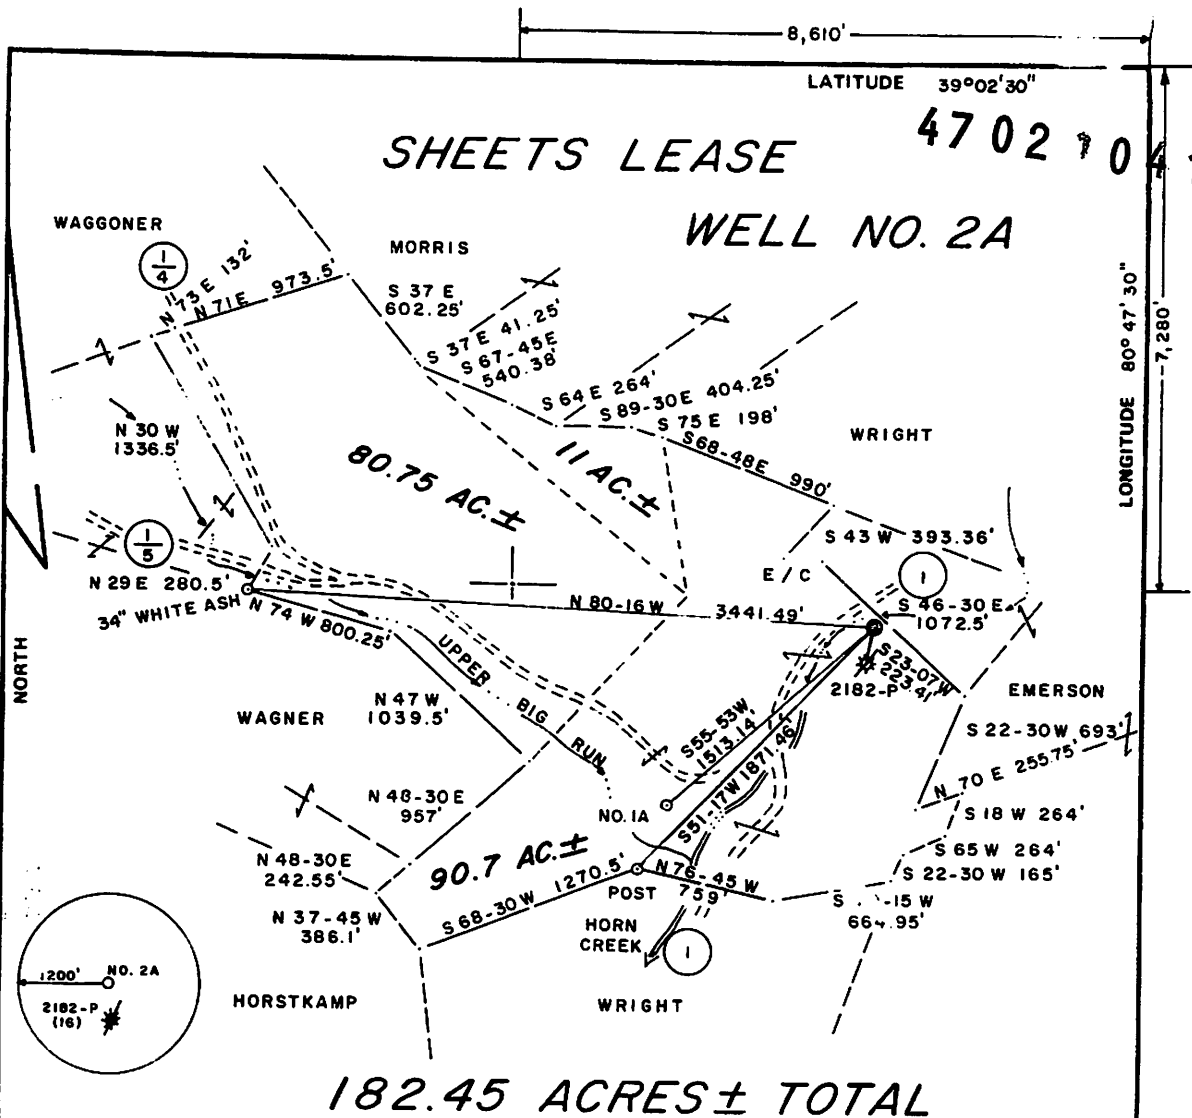 8,610'
LATITUDE 39°02'30"
4702 04
SHEETS LEASE
WELL NO. 2A
WAGGONER
MORRIS
1/4
N 73 E 132'
N 71 E 973.5'
S 37 E
602.25'
S 37 E 41.25'
S 67-45 E
540.38'
S 64 E 264'
S 89-30 E 404.25'
S 75 E 198'
S 68-48 E 990'
WRIGHT
LONGITUDE 80° 47' 30"
7,280'
N 30 W
1336.5'
80.75 AC.±
11 AC.±
S 43 W 393.36'
E/C
1
1/5
N 29 E 280.5'
34" WHITE ASH
N 74 W 800.25'
N 80-16 W 3441.49'
S 46-30 E
1072.5'
S 23-07 W
223.41'
2182-P
EMERSON
NORTH
UPPER
BIG
RUN
WAGNER
N 47 W
1039.5'
S 55-53 W
1513.14'
S 51-17 W 1871.46'
S 22-30 W 693'
N 70 E 255.75'
S 18 W 264'
S 65 W 264'
S 22-30 W 165'
N 48-30 E
957'
NO. 1A
90.7 AC.±
N 48-30 E
242.55'
N 76-45 W
759'
POST
-15 W
664.95'
S 68-30 W 1270.5'
N 37-45 W
386.1'
HORN
CREEK
1
1200'
NO. 2A
2182-P
(16)
HORSTKAMP
WRIGHT
182.45 ACRES± TOTAL